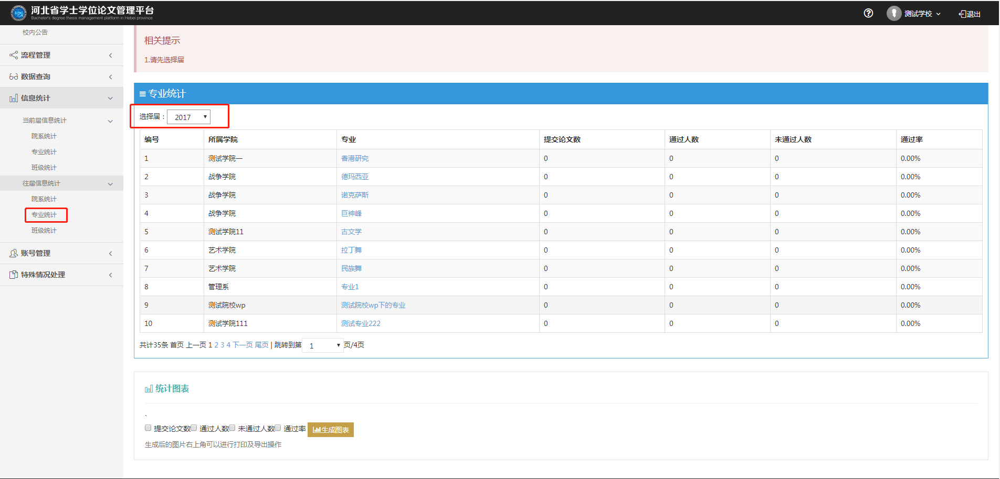 河北省学士学位论文管理平台
Bachelor's degree thesis management platform in Hebei province
测试学校
退出
校内公告
流程管理
数据查询
信息统计
当前届信息统计
院系统计
专业统计
班级统计
往届信息统计
院系统计
专业统计
班级统计
账号管理
特殊情况处理
相关提示
1.请先选择届
专业统计
选择届： 2017
编号 所属学院 专业 提交论文数 通过人数 未通过人数 通过率
1 测试学院一 香港研究 0 0 0 0.00%
2 战争学院 德玛西亚 0 0 0 0.00%
3 战争学院 诺克萨斯 0 0 0 0.00%
4 战争学院 巨神峰 0 0 0 0.00%
5 测试学院11 古文学 0 0 0 0.00%
6 艺术学院 拉丁舞 0 0 0 0.00%
7 艺术学院 民族舞 0 0 0 0.00%
8 管理系 专业1 0 0 0 0.00%
9 测试院校wp 测试院校wp下的专业 0 0 0 0.00%
10 测试学院111 测试专业222 0 0 0 0.00%
共计35条 首页 上一页 1 2 3 4 下一页 尾页 | 跳转到第 1 页/4页
统计图表
、
提交论文数 通过人数 未通过人数 通过率 生成图表
生成后的图片右上角可以进行打印及导出操作